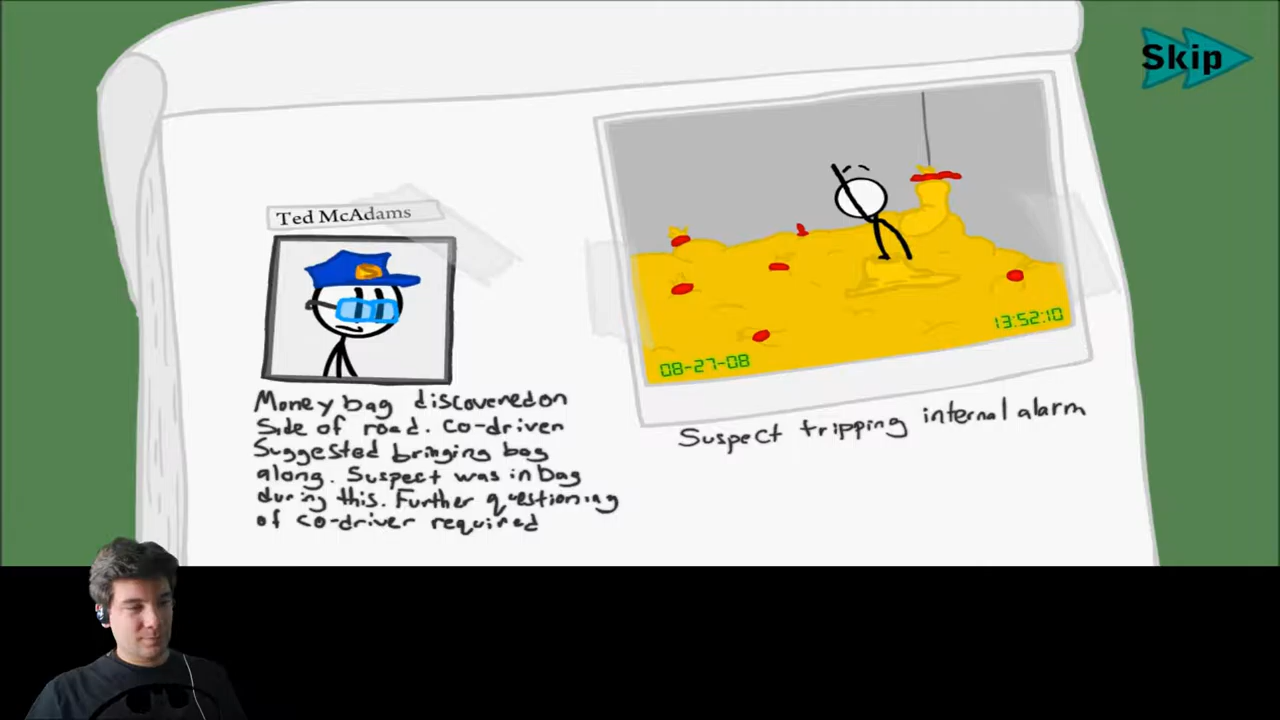 Skip
Ted McAdams
Money bag discovered on
Side of road. Co-driven
Suggested bringing bag
along. Suspect was in bag
during this. Further questioning
of co-driver required
13:52:10
08-27-08
Suspect tripping internal alarm